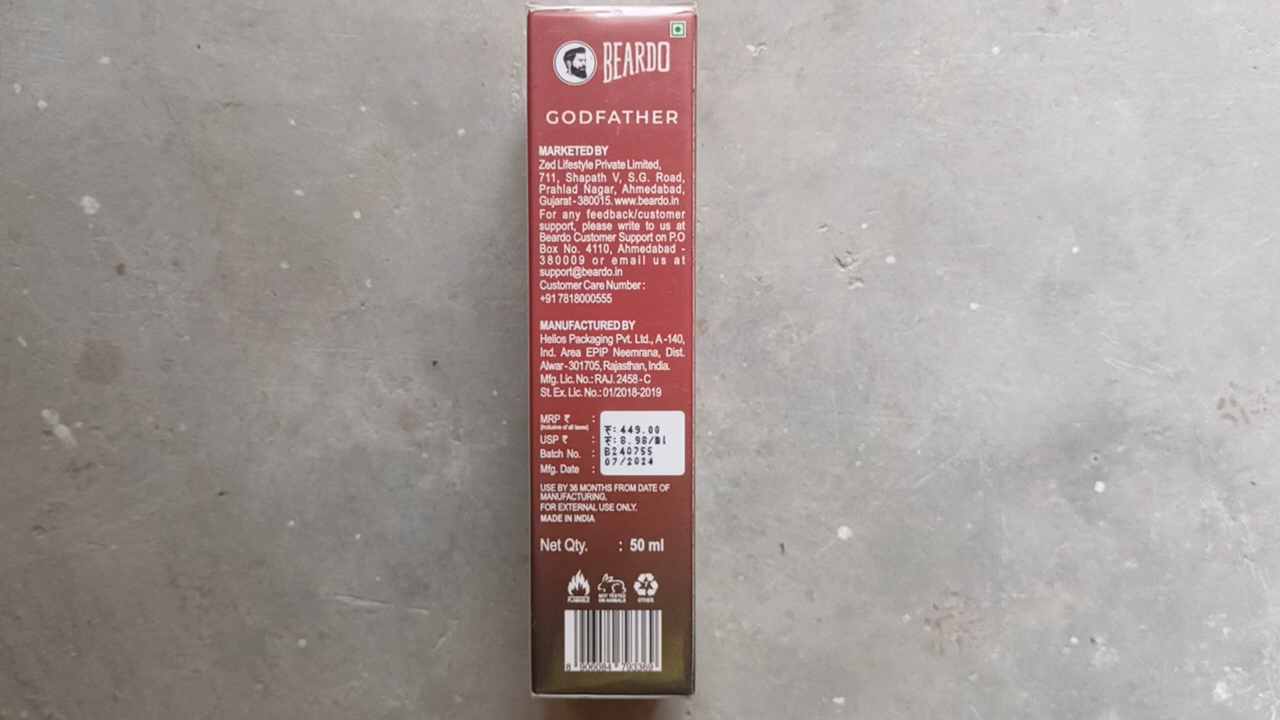 BEARDO
GODFATHER
MARKETED BY
Zed Lifestyle Private Limited,
711, Shapath V, S.G. Road,
Prahlad Nagar, Ahmedabad,
Gujarat - 380015. www.beardo.in
For any feedback/customer
support, please write to us at
Beardo Customer Support on P.O
Box No. 4110, Ahmedabad -
380009 or email us at
support@beardo.in
Customer Care Number :
+91 7818000555
MANUFACTURED BY
Helios Packaging Pvt. Ltd., A -140,
Ind. Area EPIP Neemrana, Dist.
Alwar - 301705, Rajasthan, India.
Mfg. Lic. No.: RAJ. 2458 - C
St. Ex. Lic. No.: 01/2018-2019
MRP ₹ : ₹: 449.00
(Inclusive of all taxes)
USP ₹ : ₹: 8.98/ml
Batch No. : B240755
Mfg. Date : 07/2024
USE BY 36 MONTHS FROM DATE OF
MANUFACTURING.
FOR EXTERNAL USE ONLY.
MADE IN INDIA
Net Qty. : 50 ml
FLAMABLE NOT TESTED ON ANIMALS OTHER
8 906084 793369